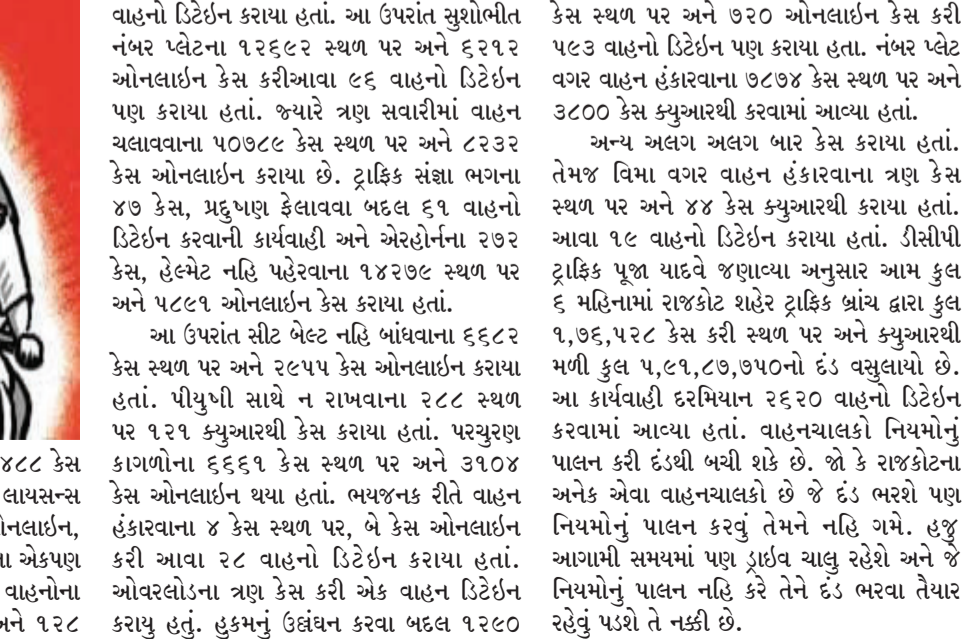 ૪૮૮ કેસ
લાયસન્સ
ઓનલાઇન,
ના એકપણ
વાહનોના
અને ૧૨૮
વાહનો ડિટેઇન કરાયા હતાં. આ ઉપરાંત સુશોભીત
નંબર પ્લેટના ૧૨૬૯૨ સ્થળ પર અને ૬૨૧૨
ઓનલાઇન કેસ કરીઆવા ૯૬ વાહનો ડિટેઇન
પણ કરાયા હતાં. જ્યારે ત્રણ સવારીમાં વાહન
ચલાવવાના ૫૦૭૮૯ કેસ સ્થળ પર અને ૮૨૩૨
કેસ ઓનલાઇન કરાયા છે. ટ્રાફિક સંજ્ઞા ભગના
૪૭ કેસ, પ્રદુષણ ફેલાવવા બદલ ૬૧ વાહનો
ડિટેઇન કરવાની કાર્યવાહી અને એરહોર્નના ૨૭૨
કેસ, હેલ્મેટ નહિ પહેરવાના ૧૪૨૭૯ સ્થળ પર
અને ૫૮૯૧ ઓનલાઇન કેસ કરાયા હતાં.
આ ઉપરાંત સીટ બેલ્ટ નહિ બાંધવાના ૬૬૮૨
કેસ સ્થળ પર અને ૨૯૫૫ કેસ ઓનલાઇન કરાયા
હતાં. પીયુષી સાથે ન રાખવાના ૨૮૮ સ્થળ
પર ૧૨૧ ક્યુઆરથી કેસ કરાયા હતાં. પરચુરણ
કાગળોના ૬૬૬૧ કેસ સ્થળ પર અને ૩૧૦૪
કેસ ઓનલાઇન થયા હતાં. ભયજનક રીતે વાહન
હંકારવાના ૪ કેસ સ્થળ પર, બે કેસ ઓનલાઇન
કરી આવા ૨૮ વાહનો ડિટેઇન કરાયા હતાં.
ઓવરલોડના ત્રણ કેસ કરી એક વાહન ડિટેઇન
કરાયુ હતું. હુકમનું ઉલ્લંઘન કરવા બદલ ૧૨૯૦
કેસ સ્થળ પર અને ૭૨૦ ઓનલાઇન કેસ કરી
૫૯૩ વાહનો ડિટેઇન પણ કરાયા હતા. નંબર પ્લેટ
વગર વાહન હંકારવાના ૭૮૭૪ કેસ સ્થળ પર અને
૩૮૦૦ કેસ ક્યુઆરથી કરવામાં આવ્યા હતાં.
અન્ય અલગ અલગ બાર કેસ કરાયા હતાં.
તેમજ વિમા વગર વાહન હંકારવાના ત્રણ કેસ
સ્થળ પર અને ૪૪ કેસ ક્યુઆરથી કરાયા હતાં.
આવા ૧૯ વાહનો ડિટેઇન કરાયા હતાં. ડીસીપી
ટ્રાફિક પૂજા યાદવે જણાવ્યા અનુસાર આમ કુલ
૬ મહિનામાં રાજકોટ શહેર ટ્રાફિક બ્રાંચ દ્વારા કુલ
૧,૭૬,૫૨૮ કેસ કરી સ્થળ પર અને ક્યુઆરથી
મળી કુલ ૫,૯૧,૮૭,૭૫૦નો દંડ વસુલાયો છે.
આ કાર્યવાહી દરમિયાન ૨૬૨૦ વાહનો ડિટેઇન
કરવામાં આવ્યા હતાં. વાહનચાલકો નિયમોનું
પાલન કરી દંડથી બચી શકે છે. જો કે રાજકોટના
અનેક એવા વાહનચાલકો છે જે દંડ ભરશે પણ
નિયમોનું પાલન કરવું તેમને નહિ ગમે. હજુ
આગામી સમયમાં પણ ડ્રાઇવ ચાલુ રહેશે અને જે
નિયમોનું પાલન નહિ કરે તેને દંડ ભરવા તૈયાર
રહેવું પડશે તે નક્કી છે.